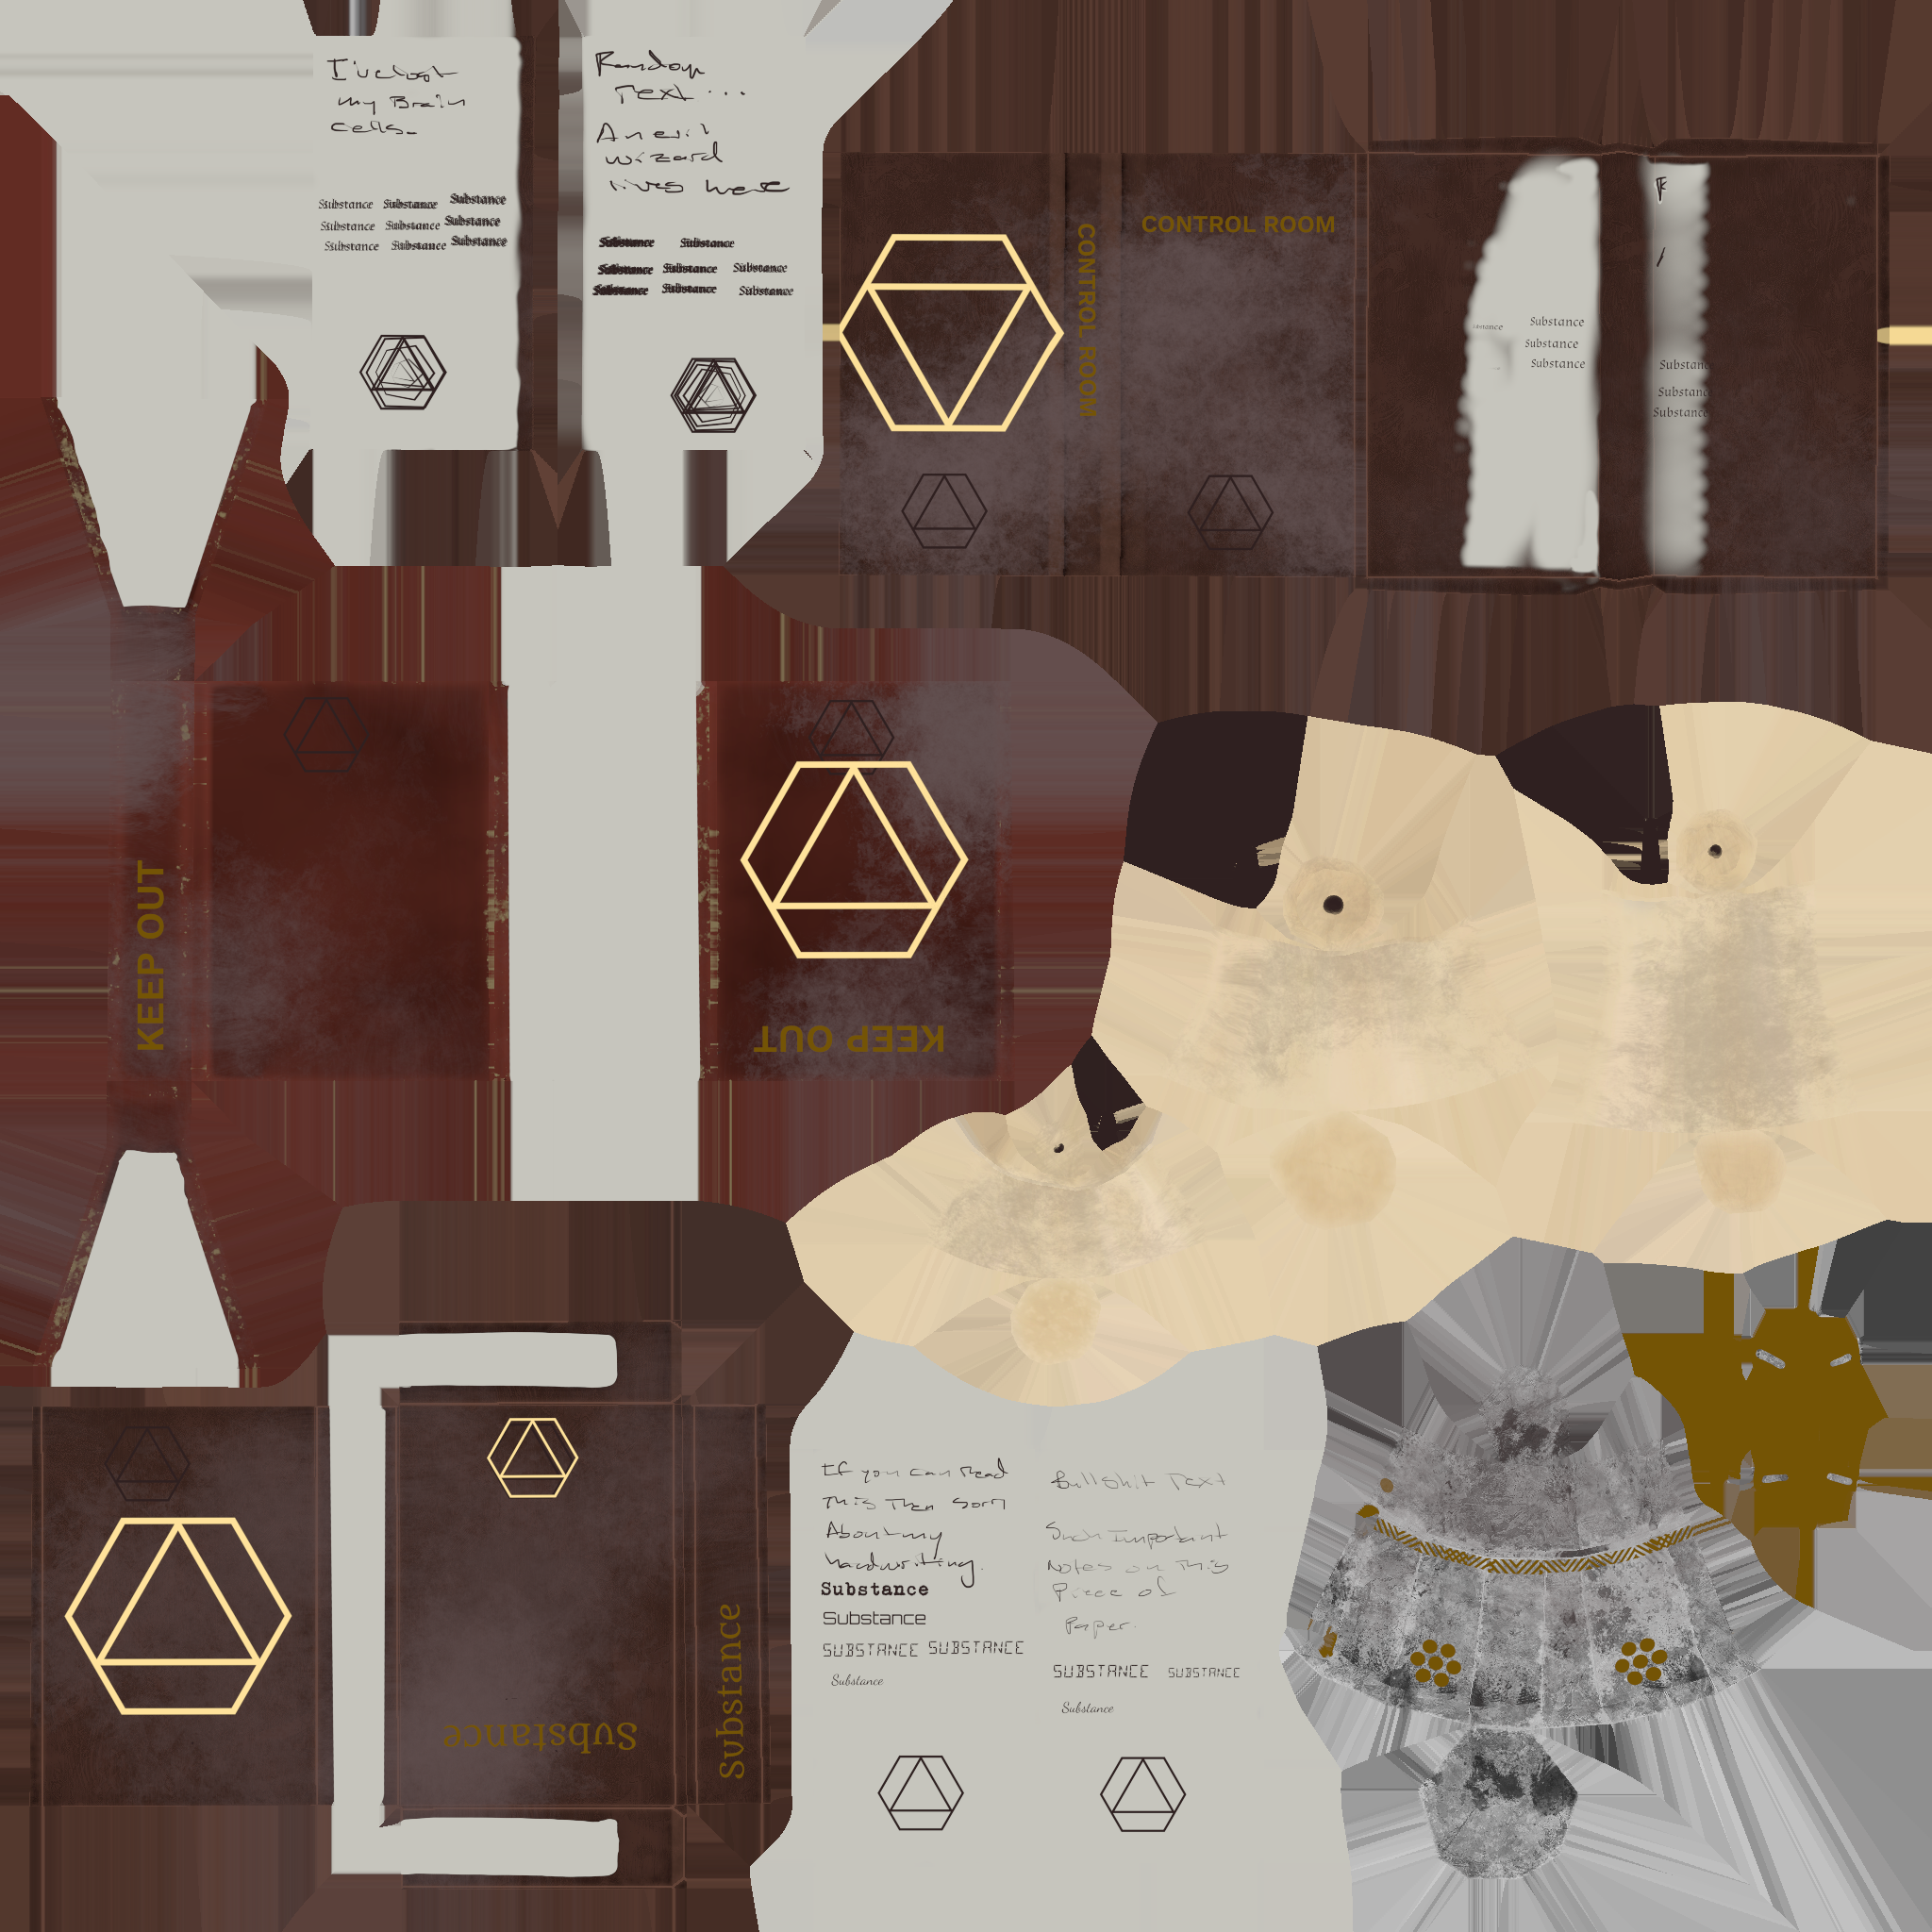 I've lost
my Brain
cells.
Substance Substance Substance
Substance Substance Substance
Substance Substance Substance
Random
Text ...
An evil
wizard
lives here
Substance Substance
Substance Substance Substance
Substance Substance Substance
CONTROL ROOM
CONTROL ROOM
Substance
Substance
Substance
Substanc
Substance
Substance
KEEP OUT
KEEP OUT
Substance
Substance
If you can read
This Then sorry
About my
handwriting.
Substance
Substance
SUBSTANCE SUBSTANCE
Substance
Bullshit Text
Such Important
Notes on This
Piece of
Paper.
SUBSTANCE SUBSTANCE
Substance